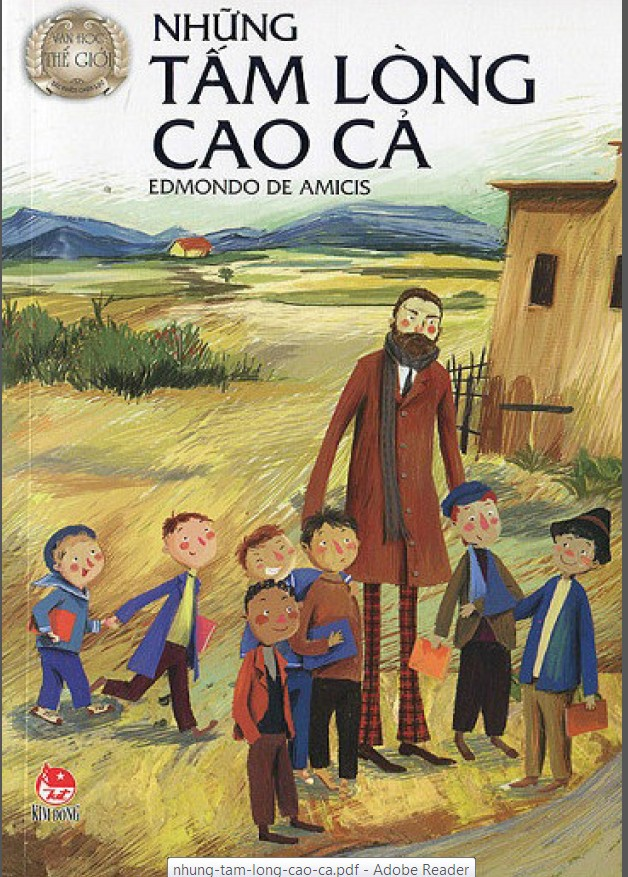 VĂN HỌC
THẾ GIỚI
NHỮNG
TẤM LÒNG
CAO CẢ
EDMONDO DE AMICIS
KIM ĐỒNG
nhung-tam-long-cao-ca.pdf - Adobe Reader